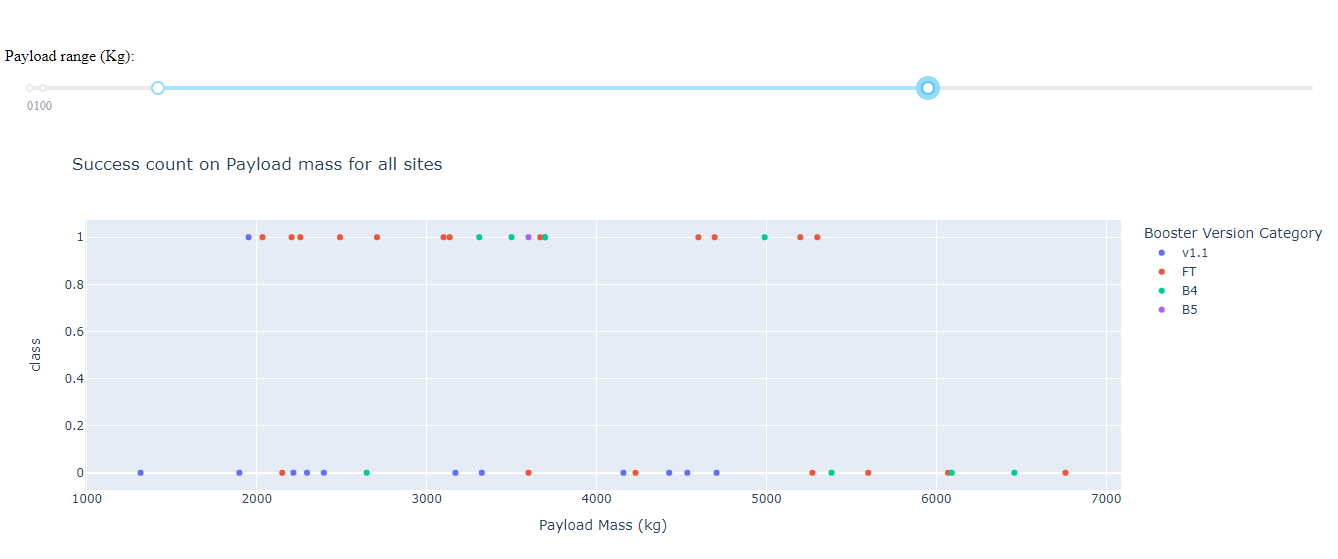 Payload range (Kg):
0100
Success count on Payload mass for all sites
Booster Version Category
v1.1
FT
B4
B5
1
0.8
0.6
0.4
0.2
0
class
1000 2000 3000 4000 5000 6000 7000
Payload Mass (kg)